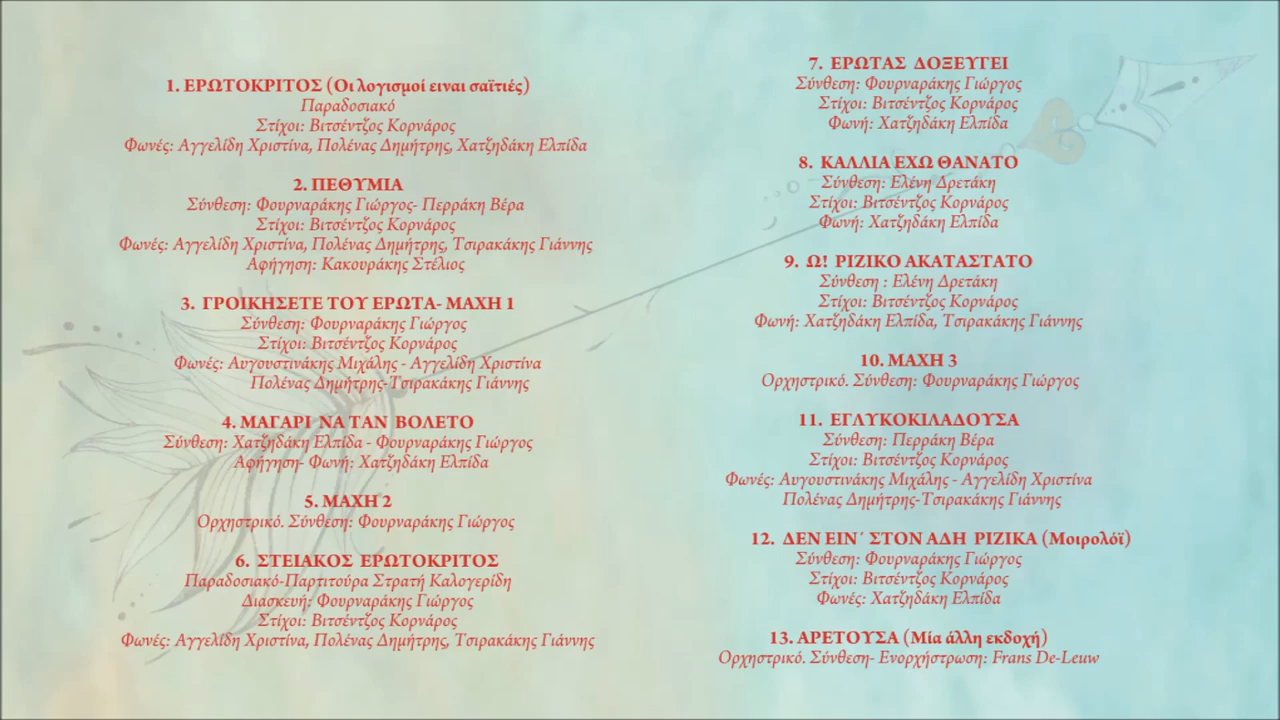 1. ΕΡΩΤΟΚΡΙΤΟΣ (Οι λογισμοί ειναι σαϊτιές)
Παραδοσιακό
Στίχοι: Βιτσέντζος Κορνάρος
Φωνές: Αγγελίδη Χριστίνα, Πολένας Δημήτρης, Χατζηδάκη Ελπίδα
2. ΠΕΘΥΜΙΑ
Σύνθεση: Φουρναράκης Γιώργος- Περράκη Βέρα
Στίχοι: Βιτσέντζος Κορνάρος
Φωνές: Αγγελίδη Χριστίνα, Πολένας Δημήτρης, Τσιρακάκης Γιάννης
Αφήγηση: Κακουράκης Στέλιος
3. ΓΡΟΙΚΗΣΕΤΕ ΤΟΥ ΕΡΩΤΑ- ΜΑΧΗ 1
Σύνθεση: Φουρναράκης Γιώργος
Στίχοι: Βιτσέντζος Κορνάρος
Φωνές: Αυγουστινάκης Μιχάλης - Αγγελίδη Χριστίνα
Πολένας Δημήτρης-Τσιρακάκης Γιάννης
4. ΜΑΓΑΡΙ ΝΑ ΤΑΝ ΒΟΛΕΤΟ
Σύνθεση: Χατζηδάκη Ελπίδα - Φουρναράκης Γιώργος
Αφήγηση- Φωνή: Χατζηδάκη Ελπίδα
5. ΜΑΧΗ 2
Ορχηστρικό. Σύνθεση: Φουρναράκης Γιώργος
6. ΣΤΕΙΑΚΟΣ ΕΡΩΤΟΚΡΙΤΟΣ
Παραδοσιακό-Παρτιτούρα Στρατή Καλογερίδη
Διασκευή: Φουρναράκης Γιώργος
Στίχοι: Βιτσέντζος Κορνάρος
Φωνές: Αγγελίδη Χριστίνα, Πολένας Δημήτρης, Τσιρακάκης Γιάννης
7. ΕΡΩΤΑΣ ΔΟΞΕΥΓΕΙ
Σύνθεση: Φουρναράκης Γιώργος
Στίχοι: Βιτσέντζος Κορνάρος
Φωνή: Χατζηδάκη Ελπίδα
8. ΚΑΛΛΙΑ ΕΧΩ ΘΑΝΑΤΟ
Σύνθεση: Ελένη Δρετάκη
Στίχοι: Βιτσέντζος Κορνάρος
Φωνή: Χατζηδάκη Ελπίδα
9. Ω! ΡΙΖΙΚΟ ΑΚΑΤΑΣΤΑΤΟ
Σύνθεση : Ελένη Δρετάκη
Στίχοι: Βιτσέντζος Κορνάρος
Φωνή: Χατζηδάκη Ελπίδα, Τσιρακάκης Γιάννης
10. ΜΑΧΗ 3
Ορχηστρικό. Σύνθεση: Φουρναράκης Γιώργος
11. ΕΓΛΥΚΟΚΙΛΑΔΟΥΣΑ
Σύνθεση: Περράκη Βέρα
Στίχοι: Βιτσέντζος Κορνάρος
Φωνές: Αυγουστινάκης Μιχάλης - Αγγελίδη Χριστίνα
Πολένας Δημήτρης-Τσιρακάκης Γιάννης
12. ΔΕΝ ΕΙΝ΄ ΣΤΟΝ ΑΔΗ ΡΙΖΙΚΑ (Μοιρολόϊ)
Σύνθεση: Φουρναράκης Γιώργος
Στίχοι: Βιτσέντζος Κορνάρος
Φωνές: Χατζηδάκη Ελπίδα
13. ΑΡΕΤΟΥΣΑ (Μία άλλη εκδοχή)
Ορχηστρικό. Σύνθεση- Ενορχήστρωση: Frans De-Leuw